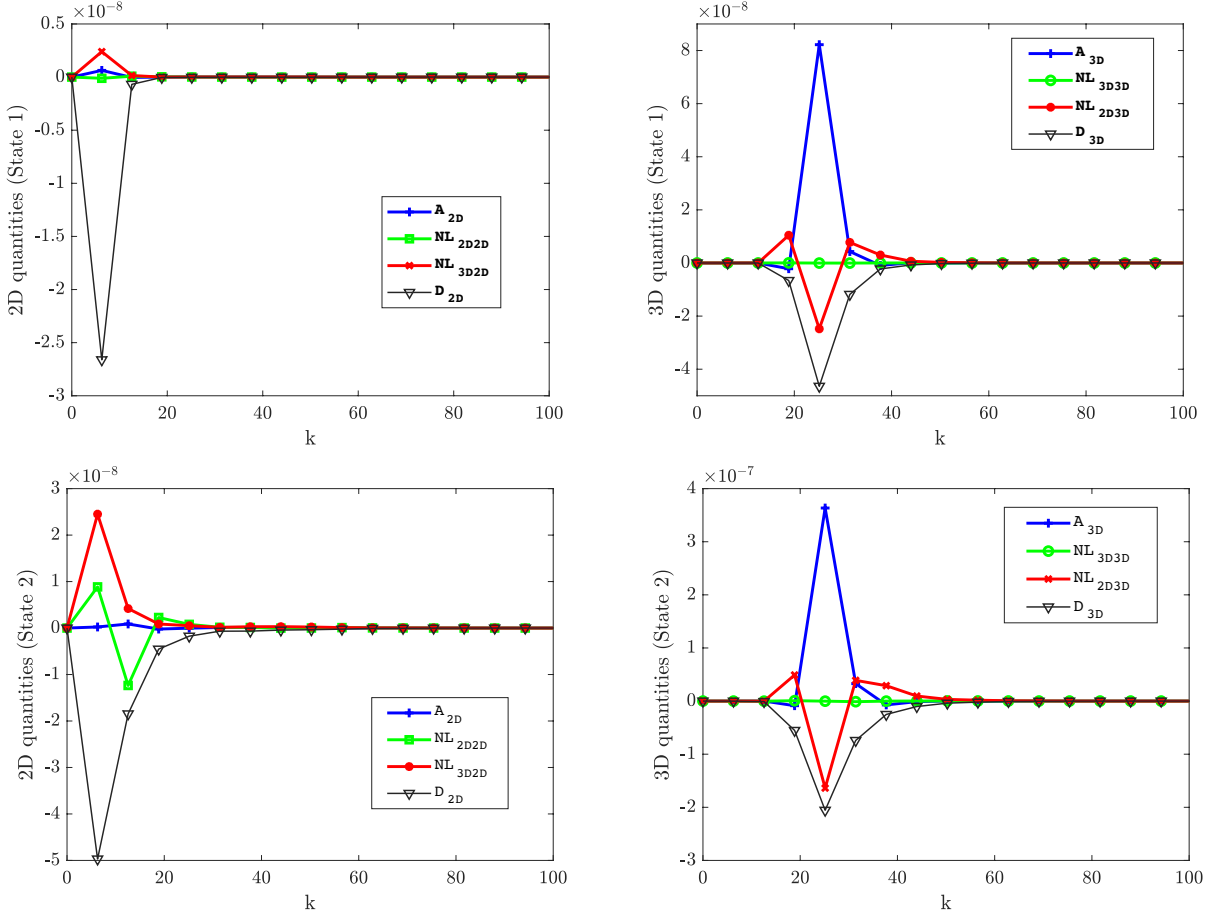 ×10⁻⁸
0.5
0
-0.5
-1
-1.5
-2
-2.5
-3
0
20
40
60
80
100
k
2D quantities (State 1)
A 2D
NL 2D2D
NL 3D2D
D 2D
×10⁻⁸
8
6
4
2
0
-2
-4
0
20
40
60
80
100
k
3D quantities (State 1)
A 3D
NL 3D3D
NL 2D3D
D 3D
×10⁻⁸
3
2
1
0
-1
-2
-3
-4
-5
0
20
40
60
80
100
k
2D quantities (State 2)
A 2D
NL 2D2D
NL 3D2D
D 2D
×10⁻⁷
4
3
2
1
0
-1
-2
-3
0
20
40
60
80
100
k
3D quantities (State 2)
A 3D
NL 3D3D
NL 2D3D
D 3D